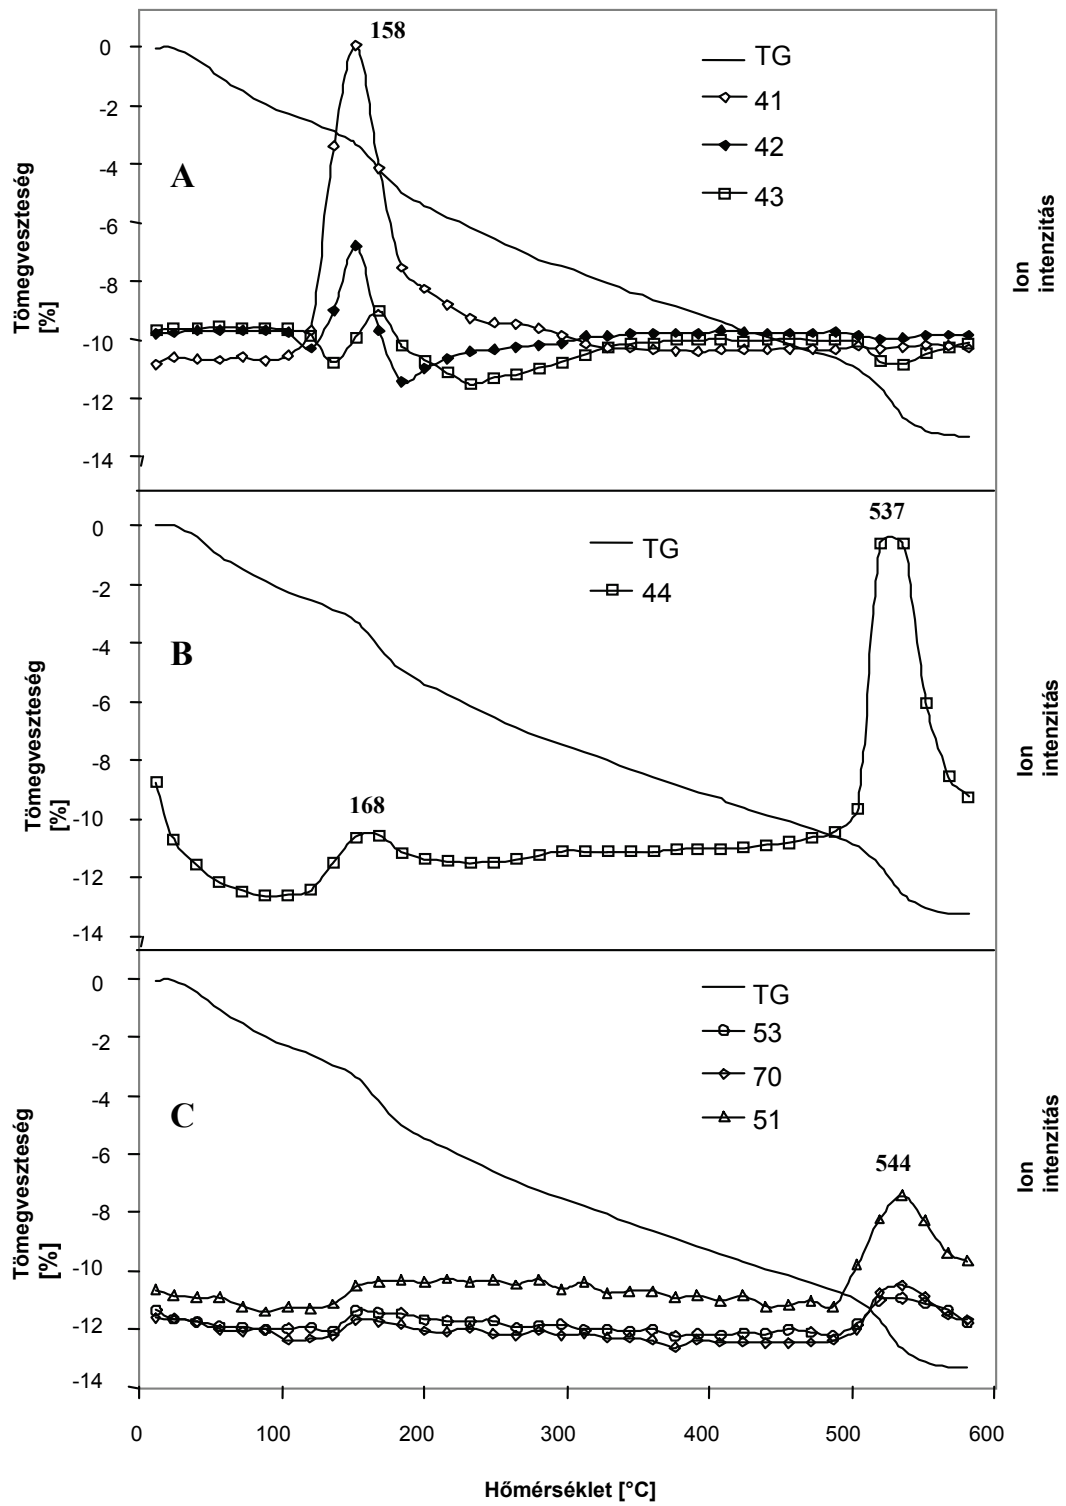 158
0
-2
-4
-6
-8
-10
-12
-14
Tömegveszteség
[%]
A
TG
41
42
43
Ion
intenzitás
537
0
-2
-4
-6
-8
-10
-12
-14
Tömegveszteség
[%]
B
TG
44
168
Ion
intenzitás
0
-2
-4
-6
-8
-10
-12
-14
Tömegveszteség
[%]
C
TG
53
70
51
544
Ion
intenzitás
0 100 200 300 400 500 600
Hőmérséklet [°C]